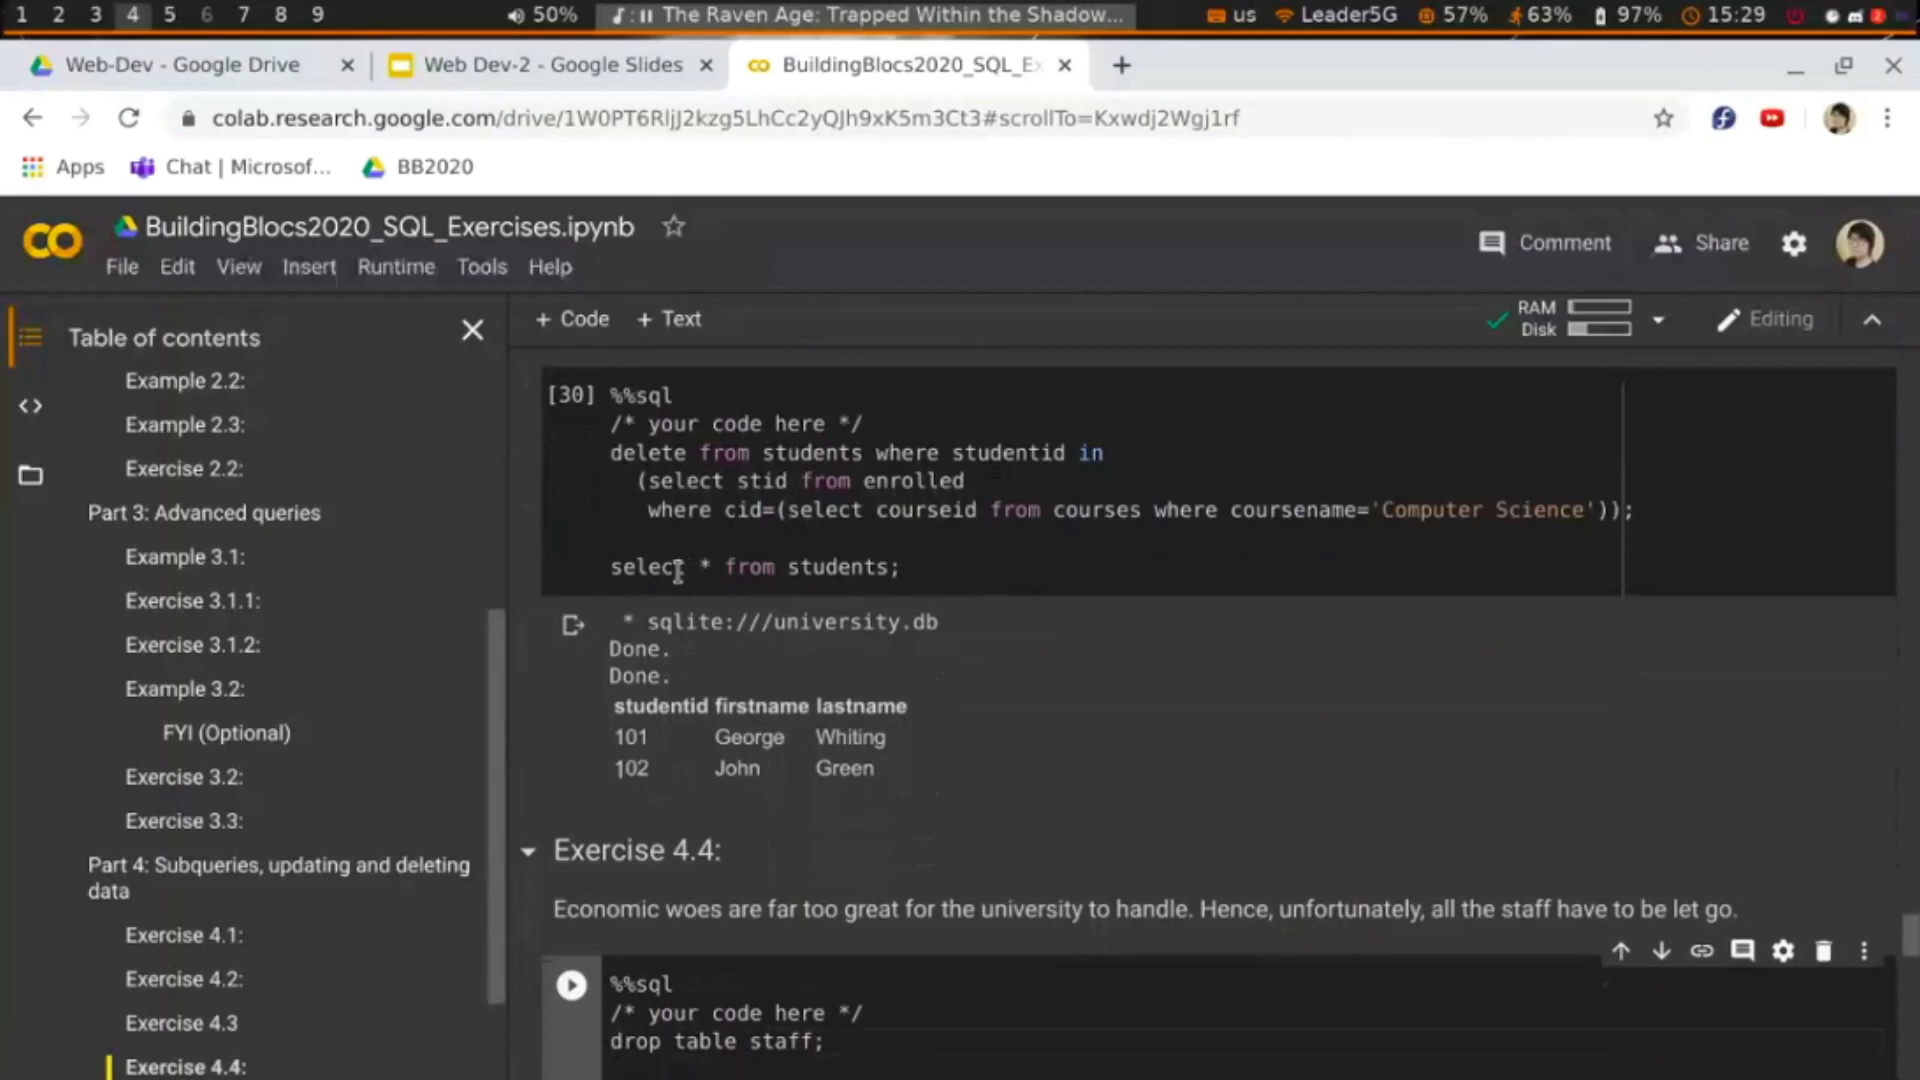 1 2 3 4 5 6 7 8 9
50%
The Raven Age: Trapped Within the Shadow...
us
Leader5G
57%
63%
97%
15:29
Web-Dev - Google Drive
Web Dev-2 - Google Slides
BuildingBlocs2020_SQL_Ex
colab.research.google.com/drive/1W0PT6RljJ2kzg5LhCc2yQJh9xK5m3Ct3#scrollTo=Kxwdj2Wgj1rf
Apps
Chat | Microsof...
BB2020
BuildingBlocs2020_SQL_Exercises.ipynb
File Edit View Insert Runtime Tools Help
Comment
Share
Table of contents
Example 2.2:
Example 2.3:
Exercise 2.2:
Part 3: Advanced queries
Example 3.1:
Exercise 3.1.1:
Exercise 3.1.2:
Example 3.2:
FYI (Optional)
Exercise 3.2:
Exercise 3.3:
Part 4: Subqueries, updating and deleting
data
Exercise 4.1:
Exercise 4.2:
Exercise 4.3
Exercise 4.4:
+ Code + Text
RAM
Disk
Editing
[30] %%sql
/* your code here */
delete from students where studentid in
(select stid from enrolled
where cid=(select courseid from courses where coursename='Computer Science'));
select * from students;
* sqlite:///university.db
Done.
Done.
studentid firstname lastname
101 George Whiting
102 John Green
Exercise 4.4:
Economic woes are far too great for the university to handle. Hence, unfortunately, all the staff have to be let go.
%%sql
/* your code here */
drop table staff;